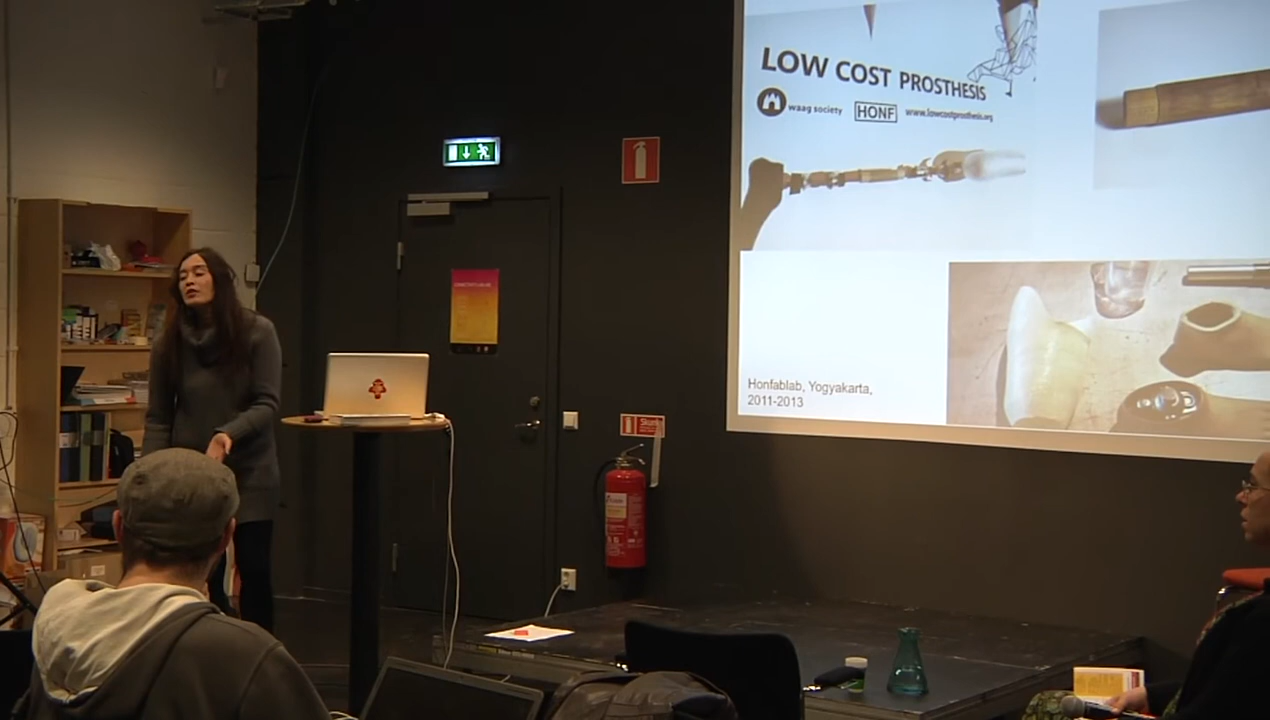 LOW COST PROSTHESIS
waag society HONF www.lowcostprosthesis.org
Honfablab, Yogyakarta,
2011-2013